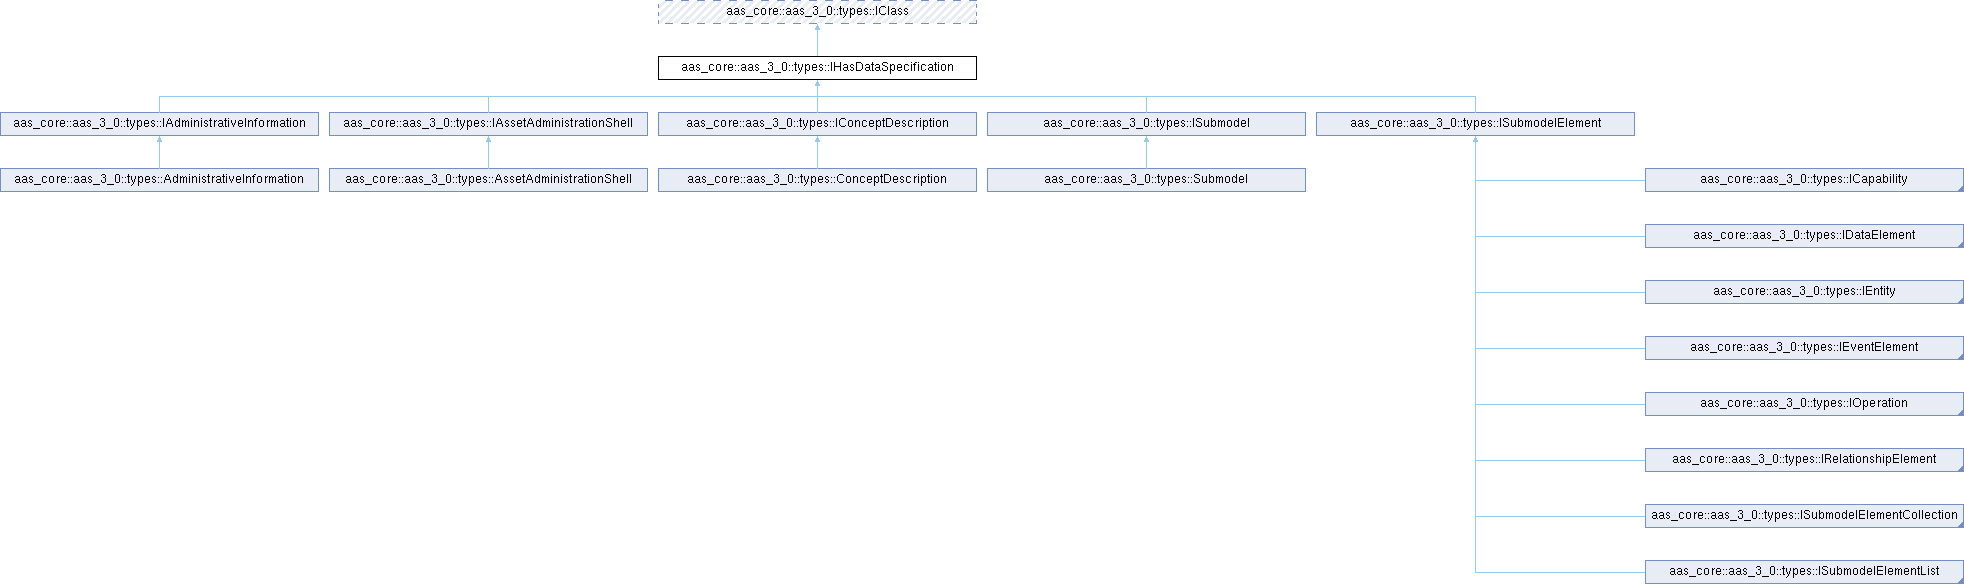 aas_core::aas_3_0::types::IClass
aas_core::aas_3_0::types::IHasDataSpecification
aas_core::aas_3_0::types::IAdministrativeInformation
aas_core::aas_3_0::types::IAssetAdministrationShell
aas_core::aas_3_0::types::IConceptDescription
aas_core::aas_3_0::types::ISubmodel
aas_core::aas_3_0::types::ISubmodelElement
aas_core::aas_3_0::types::AdministrativeInformation
aas_core::aas_3_0::types::AssetAdministrationShell
aas_core::aas_3_0::types::ConceptDescription
aas_core::aas_3_0::types::Submodel
aas_core::aas_3_0::types::ICapability
aas_core::aas_3_0::types::IDataElement
aas_core::aas_3_0::types::IEntity
aas_core::aas_3_0::types::IEventElement
aas_core::aas_3_0::types::IOperation
aas_core::aas_3_0::types::IRelationshipElement
aas_core::aas_3_0::types::ISubmodelElementCollection
aas_core::aas_3_0::types::ISubmodelElementList